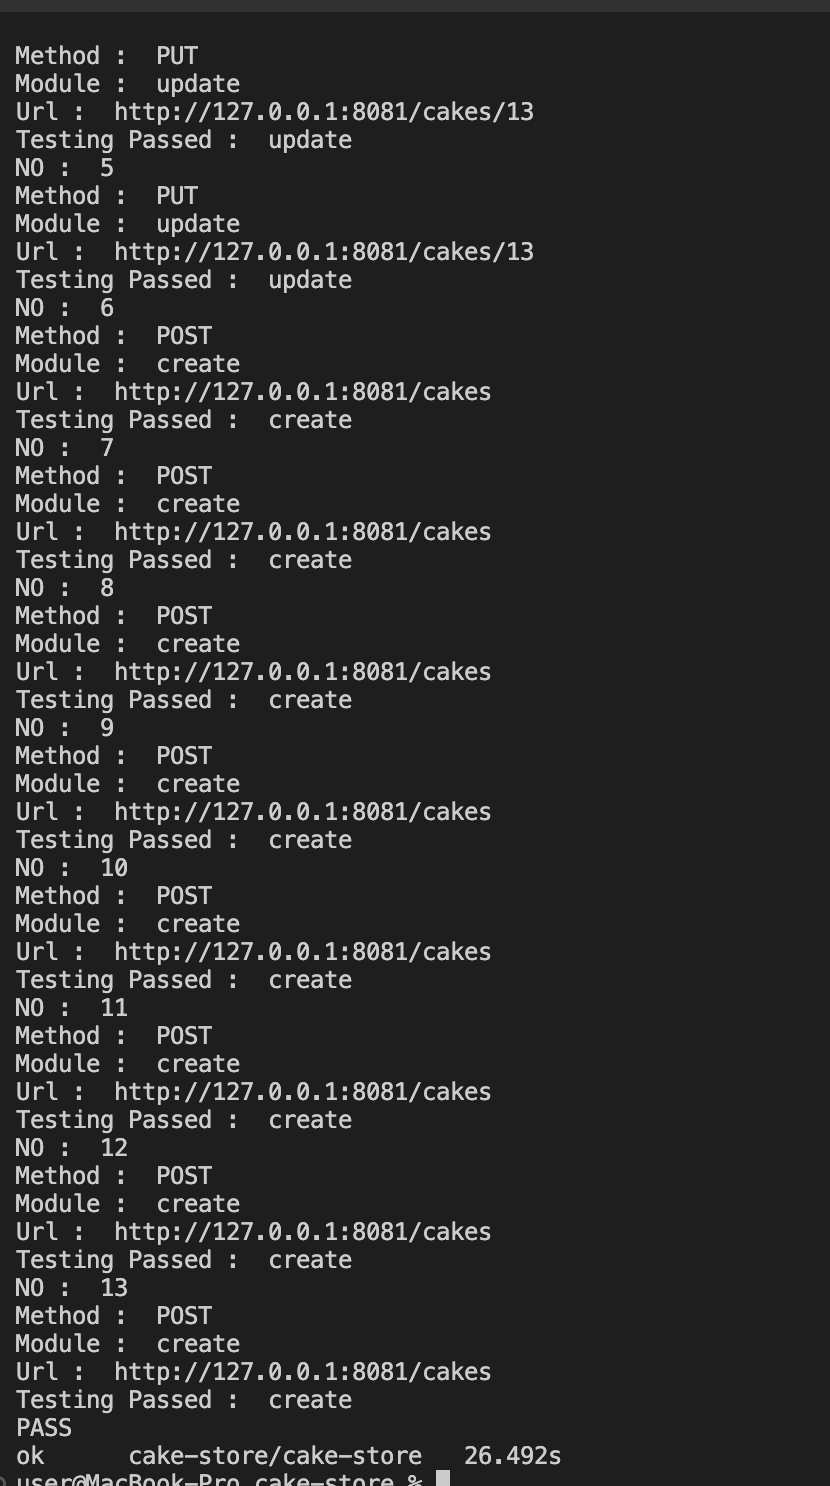 Method :  PUT
Module :  update
Url :  http://127.0.0.1:8081/cakes/13
Testing Passed :  update
NO :  5
Method :  PUT
Module :  update
Url :  http://127.0.0.1:8081/cakes/13
Testing Passed :  update
NO :  6
Method :  POST
Module :  create
Url :  http://127.0.0.1:8081/cakes
Testing Passed :  create
NO :  7
Method :  POST
Module :  create
Url :  http://127.0.0.1:8081/cakes
Testing Passed :  create
NO :  8
Method :  POST
Module :  create
Url :  http://127.0.0.1:8081/cakes
Testing Passed :  create
NO :  9
Method :  POST
Module :  create
Url :  http://127.0.0.1:8081/cakes
Testing Passed :  create
NO :  10
Method :  POST
Module :  create
Url :  http://127.0.0.1:8081/cakes
Testing Passed :  create
NO :  11
Method :  POST
Module :  create
Url :  http://127.0.0.1:8081/cakes
Testing Passed :  create
NO :  12
Method :  POST
Module :  create
Url :  http://127.0.0.1:8081/cakes
Testing Passed :  create
NO :  13
Method :  POST
Module :  create
Url :  http://127.0.0.1:8081/cakes
Testing Passed :  create
PASS
ok      cake-store/cake-store   26.492s
user@MacBook-Pro cake-store %